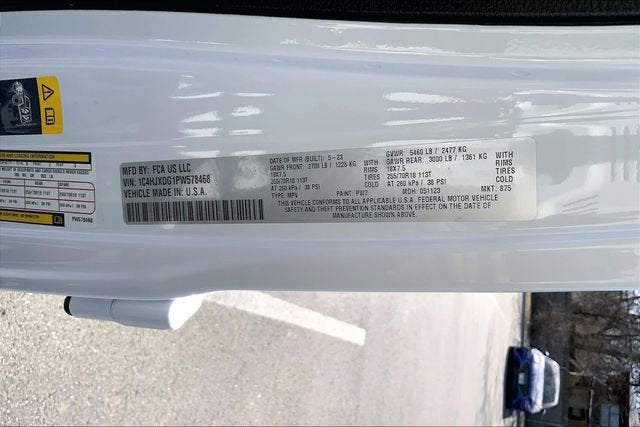 MFD BY: FCA US LLC
VIN: 1C4HJXDG1PW578468
VEHICLE MADE IN: U.S.A.
DATE OF MFR (BUILT): 5-23
GAWR FRONT: 2700 LB / 1225 KG WITH
18X7.5 RIMS
255/70R18 113T TIRES
AT 260 kPa / 38 PSI COLD
TYPE: MPV
GVWR: 5460 LB / 2477 KG
GAWR REAR: 3000 LB / 1361 KG WITH
18X7.5 RIMS
255/70R18 113T TIRES
AT 260 kPa / 38 PSI COLD
PAINT: PW7
MDH: 051123
MKT: 875
THIS VEHICLE CONFORMS TO ALL APPLICABLE U.S.A. FEDERAL MOTOR VEHICLE
SAFETY AND THEFT PREVENTION STANDARDS IN EFFECT ON THE DATE OF
MANUFACTURE SHOWN ABOVE.
AND LOADING INFORMATION
PW578468